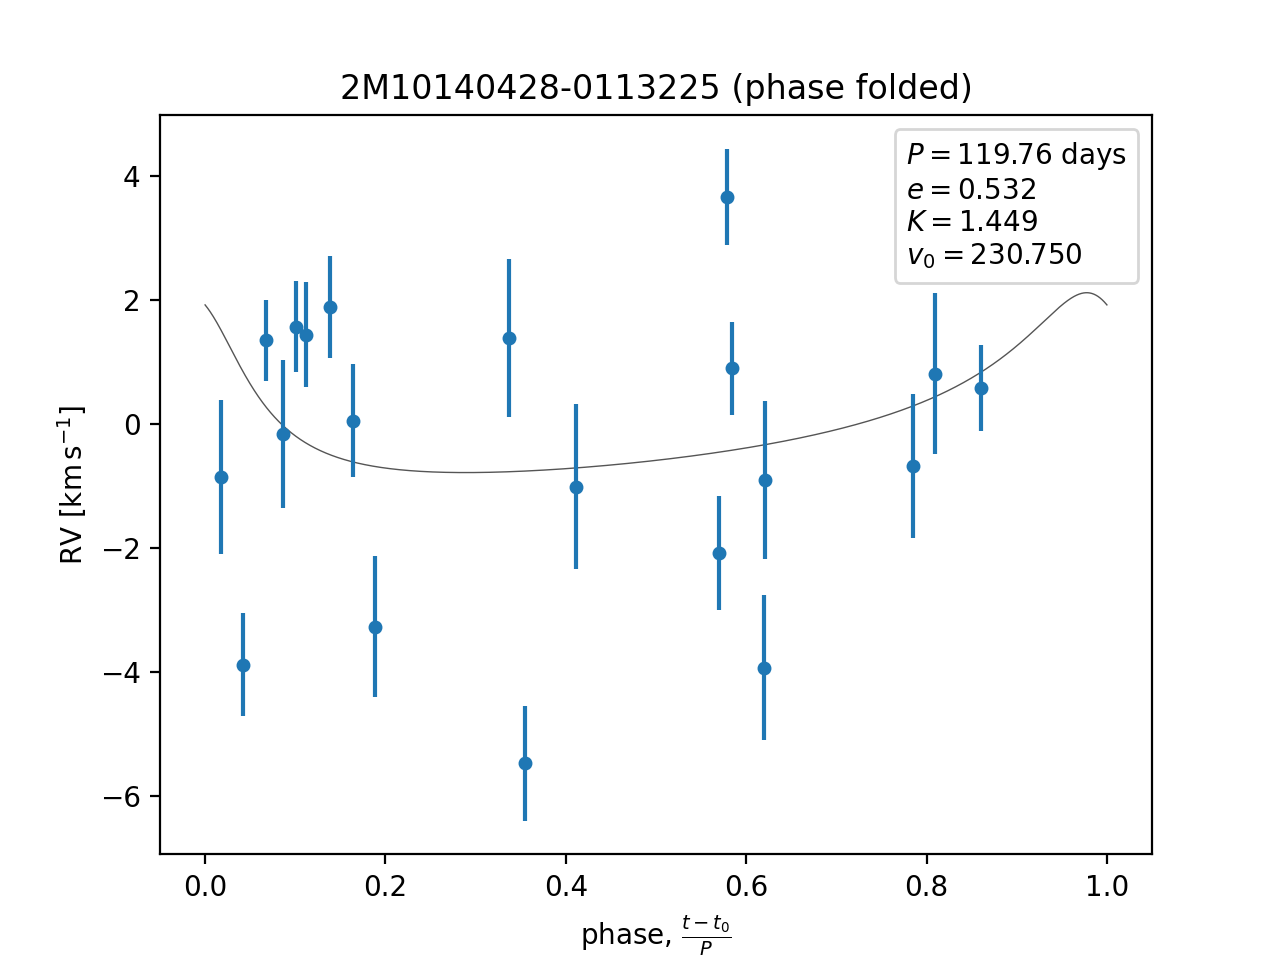 2M10140428-0113225 (phase folded)
P = 119.76 days
e = 0.532
K = 1.449
v₀ = 230.750
4
2
0
−2
−4
−6
RV [km s⁻¹]
0.0 0.2 0.4 0.6 0.8 1.0
phase, (t − t₀)/P